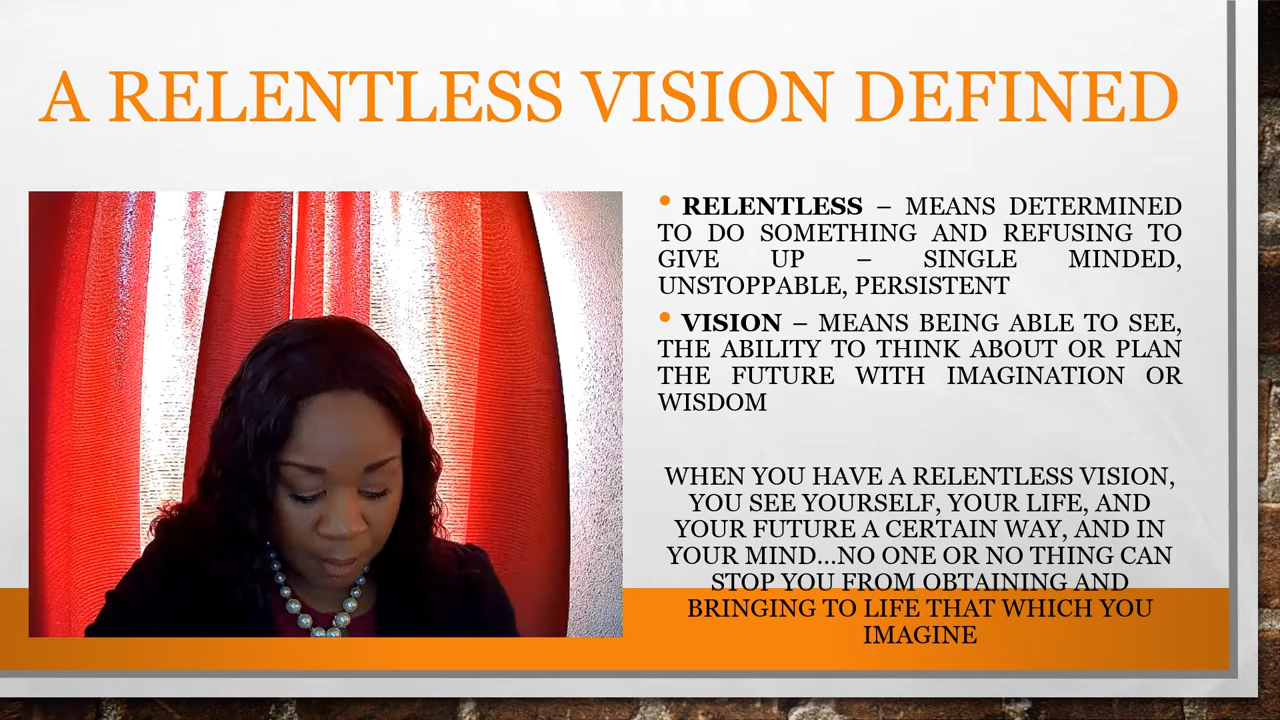 A RELENTLESS VISION DEFINED
• RELENTLESS – MEANS DETERMINED
TO DO SOMETHING AND REFUSING TO
GIVE UP – SINGLE MINDED,
UNSTOPPABLE, PERSISTENT
• VISION – MEANS BEING ABLE TO SEE,
THE ABILITY TO THINK ABOUT OR PLAN
THE FUTURE WITH IMAGINATION OR
WISDOM
WHEN YOU HAVE A RELENTLESS VISION,
YOU SEE YOURSELF, YOUR LIFE, AND
YOUR FUTURE A CERTAIN WAY, AND IN
YOUR MIND...NO ONE OR NO THING CAN
STOP YOU FROM OBTAINING AND
BRINGING TO LIFE THAT WHICH YOU
IMAGINE